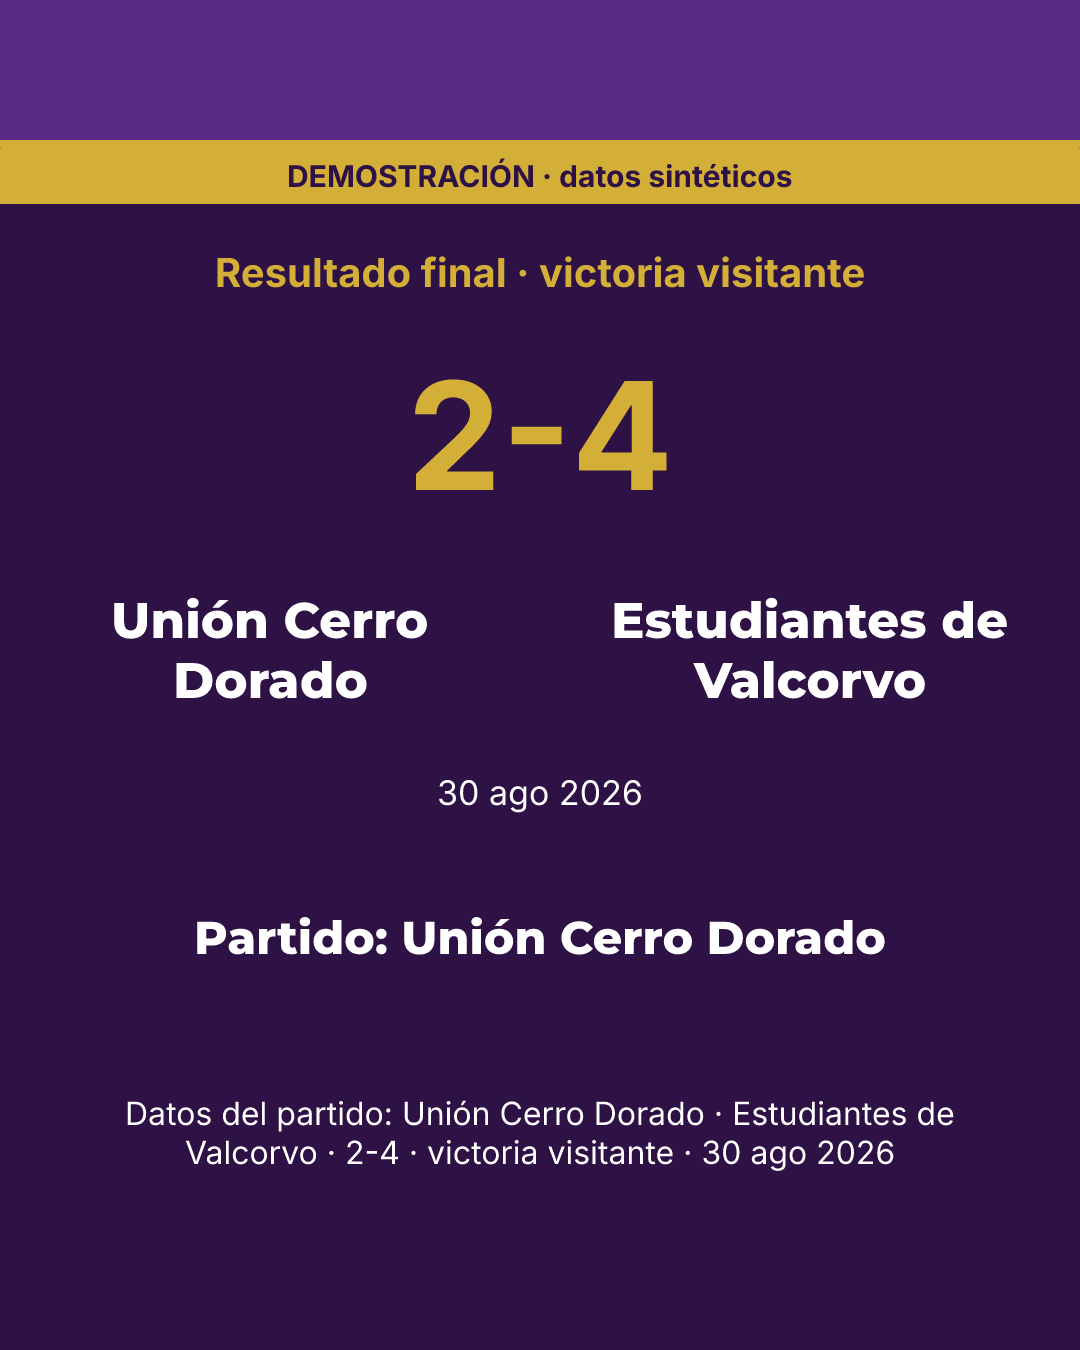 DEMOSTRACIÓN · datos sintéticos
Resultado final · victoria visitante
2-4
Unión Cerro
Dorado
Estudiantes de
Valcorvo
30 ago 2026
Partido: Unión Cerro Dorado
Datos del partido: Unión Cerro Dorado · Estudiantes de
Valcorvo · 2-4 · victoria visitante · 30 ago 2026